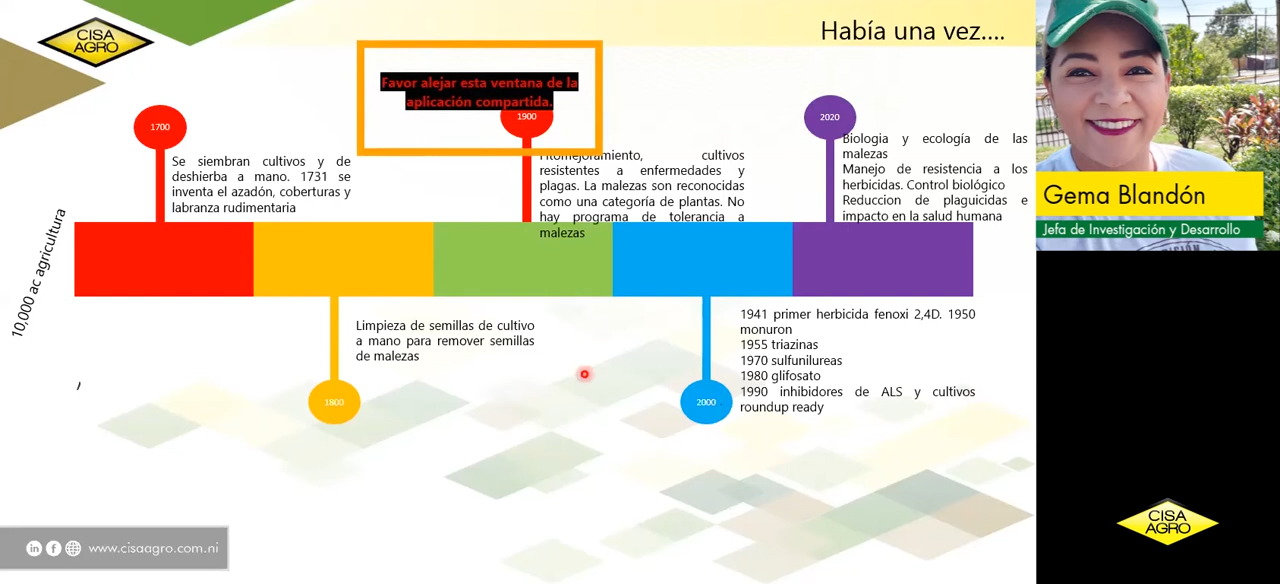 CISA
AGRO
Había una vez....
Favor alejar esta ventana de la
aplicación compartida.
1700
Se siembran cultivos y de
deshierba a mano. 1731 se
inventa el azadón, coberturas y
labranza rudimentaria
1900
Fitomejoramiento, cultivos
resistentes a enfermedades y
plagas. La malezas son reconocidas
como una categoría de plantas. No
hay programa de tolerancia a
malezas
2020
Biologia y ecología de las
malezas
Manejo de resistencia a los
herbicidas. Control biológico
Reduccion de plaguicidas e
impacto en la salud humana
10,000 ac agricultura
)
Limpieza de semillas de cultivo
a mano para remover semillas
de malezas
1800
1941 primer herbicida fenoxi 2,4D. 1950
monuron
1955 triazinas
1970 sulfunilureas
1980 glifosato
1990 inhibidores de ALS y cultivos
roundup ready
2000
www.cisaagro.com.ni
Gema Blandón
Jefa de Investigación y Desarrollo
CISA
AGRO